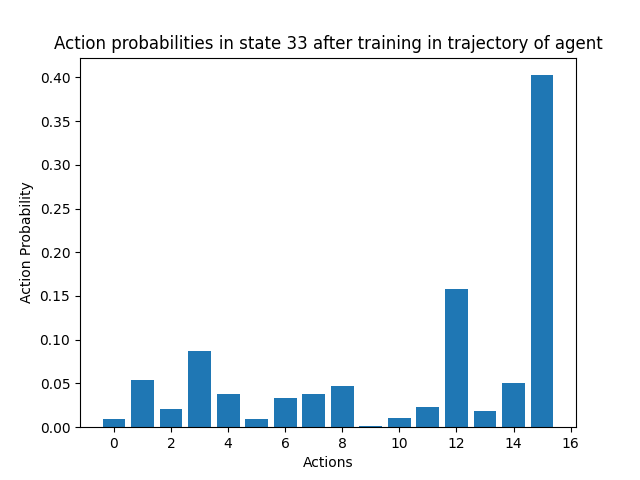 Action probabilities in state 33 after training in trajectory of agent
0.40
0.35
0.30
0.25
0.20
0.15
0.10
0.05
0.00
Action Probability
0 2 4 6 8 10 12 14 16
Actions